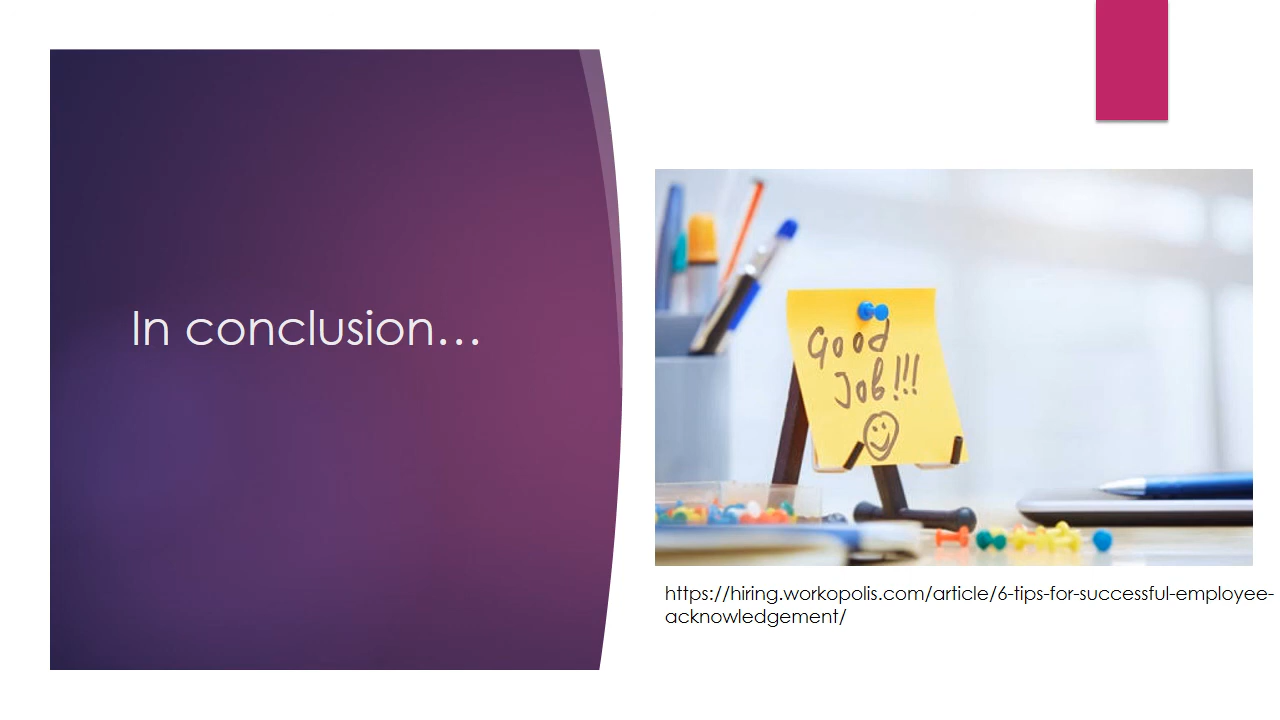 In conclusion...
Good
Job!!!
https://hiring.workopolis.com/article/6-tips-for-successful-employee-
acknowledgement/